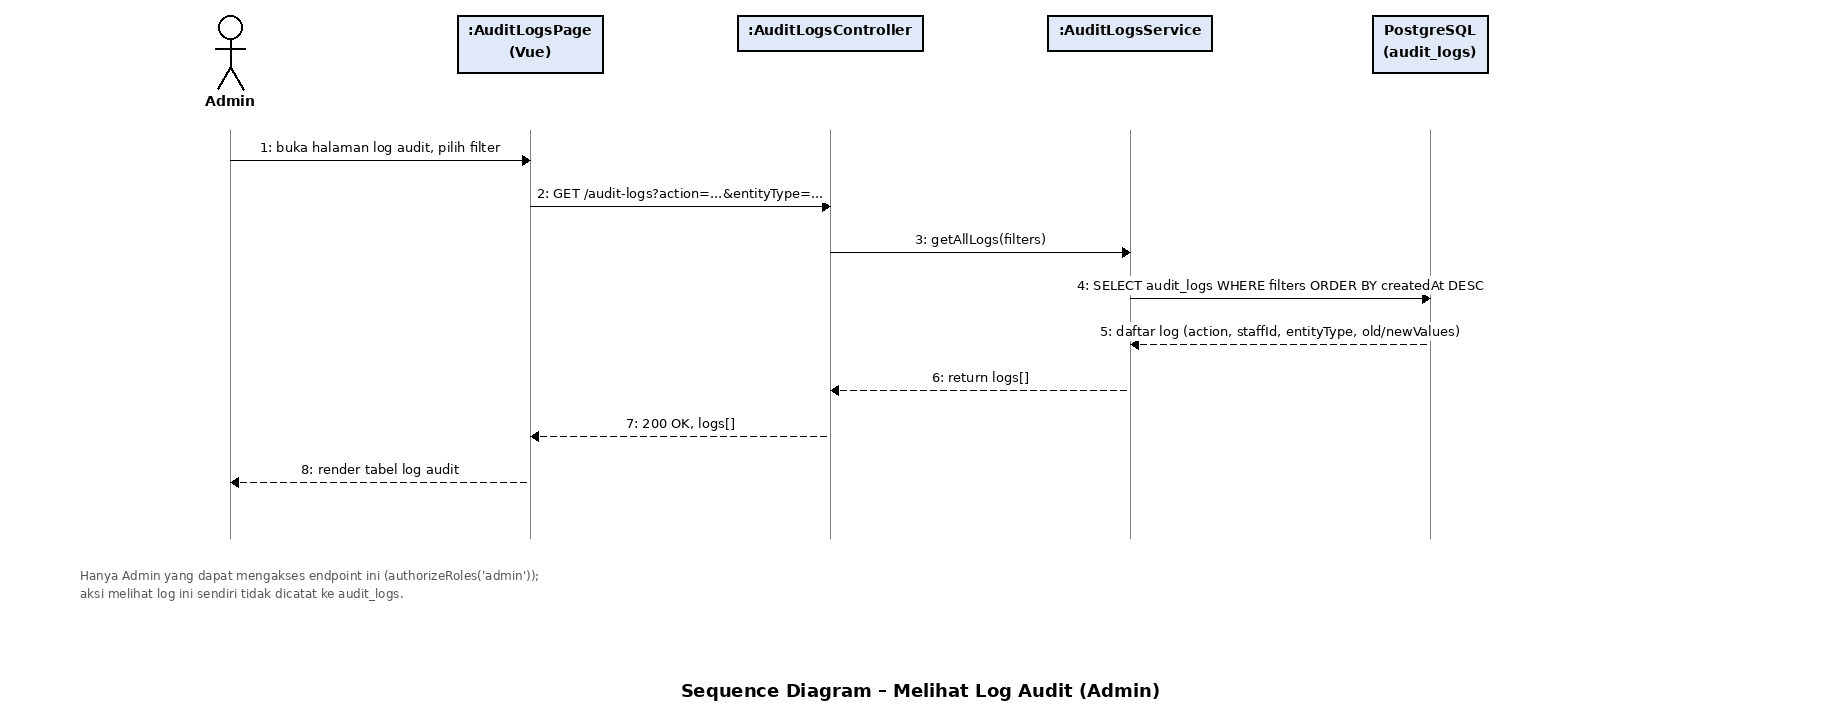 Admin
:AuditLogsPage
(Vue)
:AuditLogsController
:AuditLogsService
PostgreSQL
(audit_logs)
1: buka halaman log audit, pilih filter
2: GET /audit-logs?action=...&entityType=...
3: getAllLogs(filters)
4: SELECT audit_logs WHERE filters ORDER BY createdAt DESC
5: daftar log (action, staffId, entityType, old/newValues)
6: return logs[]
7: 200 OK, logs[]
8: render tabel log audit
Hanya Admin yang dapat mengakses endpoint ini (authorizeRoles('admin'));
aksi melihat log ini sendiri tidak dicatat ke audit_logs.
Sequence Diagram – Melihat Log Audit (Admin)